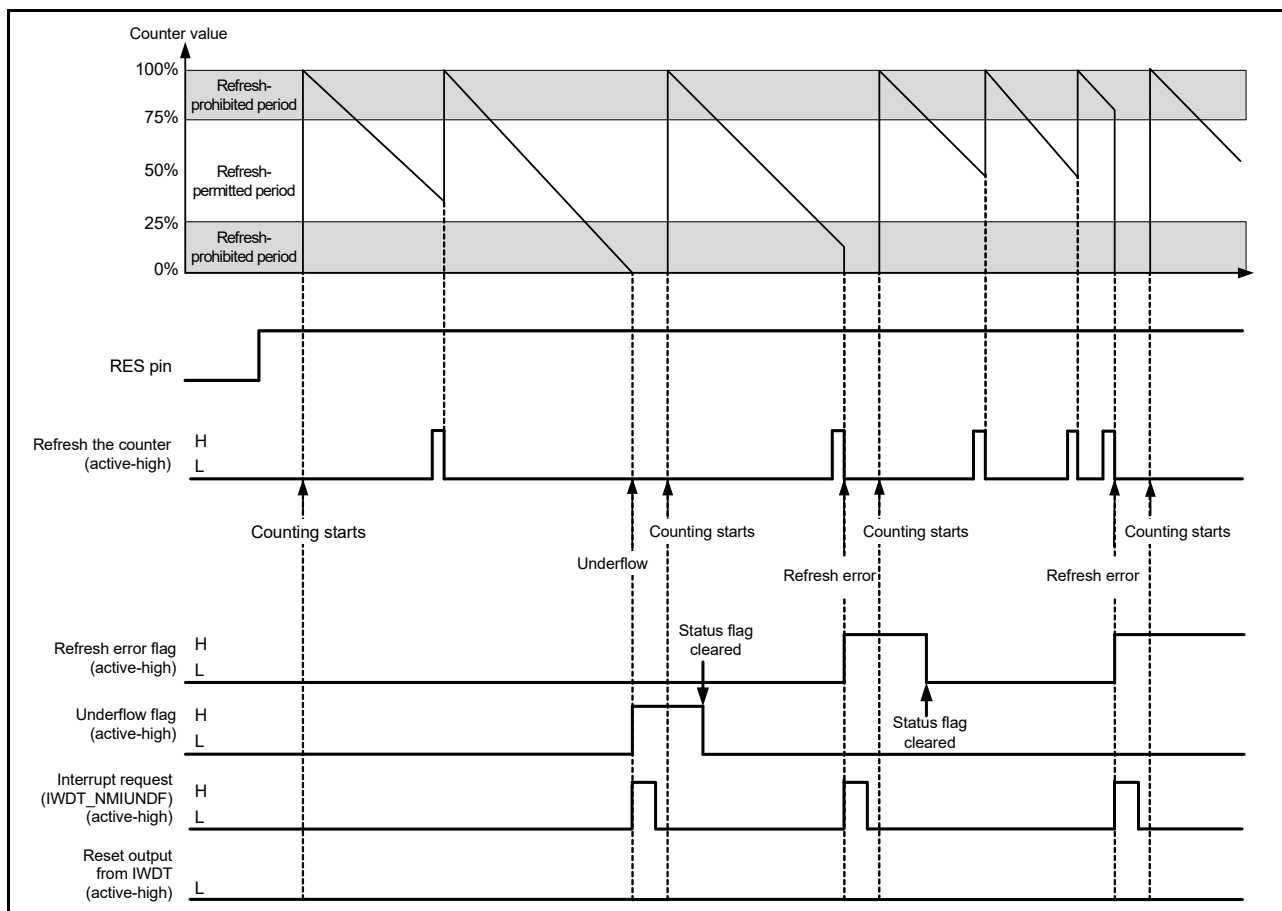 Counter value
100%
Refresh-
prohibited period
75%
50%
Refresh-
permitted period
25%
Refresh-
prohibited period
0%
RES pin
Refresh the counter
(active-high)
H
L
Counting starts
Counting starts
Counting starts
Counting starts
Underflow
Refresh error
Refresh error
Status flag
cleared
Refresh error flag
(active-high)
H
L
Underflow flag
(active-high)
H
L
Status flag
cleared
Interrupt request
(IWDT_NMIUNDF)
(active-high)
H
L
Reset output
from IWDT
(active-high)
L